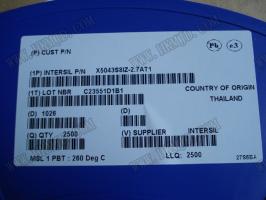 (P) CUST P/N
Pb e3
(1P) INTERSIL P/N X5043S8IZ-2.7AT1
(1T) LOT NBR C23551D1B1
COUNTRY OF ORIGIN
THAILAND
(D) 1026
(D)
(Q) QTY 2500
(V) SUPPLIER INTERSIL
MSL 1 PBT : 260 Deg C
LLQ: 2500